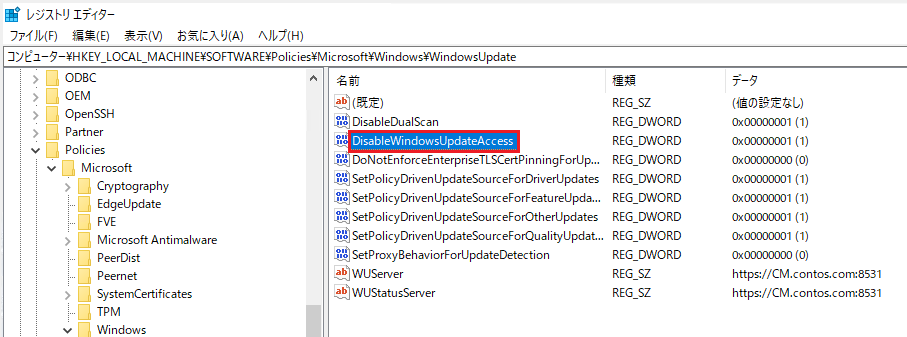 レジストリ エディター
ファイル(F) 編集(E) 表示(V) お気に入り(A) ヘルプ(H)
コンピューター¥HKEY_LOCAL_MACHINE¥SOFTWARE¥Policies¥Microsoft¥Windows¥WindowsUpdate
ODBC
OEM
OpenSSH
Partner
Policies
Microsoft
Cryptography
EdgeUpdate
FVE
Microsoft Antimalware
PeerDist
Peernet
SystemCertificates
TPM
Windows
名前 種類 データ
ab (既定) REG_SZ (値の設定なし)
DisableDualScan REG_DWORD 0x00000001 (1)
DisableWindowsUpdateAccess REG_DWORD 0x00000001 (1)
DoNotEnforceEnterpriseTLSCertPinningForUp... REG_DWORD 0x00000000 (0)
SetPolicyDrivenUpdateSourceForDriverUpdates REG_DWORD 0x00000001 (1)
SetPolicyDrivenUpdateSourceForFeatureUpda... REG_DWORD 0x00000001 (1)
SetPolicyDrivenUpdateSourceForOtherUpdates REG_DWORD 0x00000001 (1)
SetPolicyDrivenUpdateSourceForQualityUpdat... REG_DWORD 0x00000001 (1)
SetProxyBehaviorForUpdateDetection REG_DWORD 0x00000000 (0)
ab WUServer REG_SZ https://CM.contos.com:8531
ab WUStatusServer REG_SZ https://CM.contos.com:8531